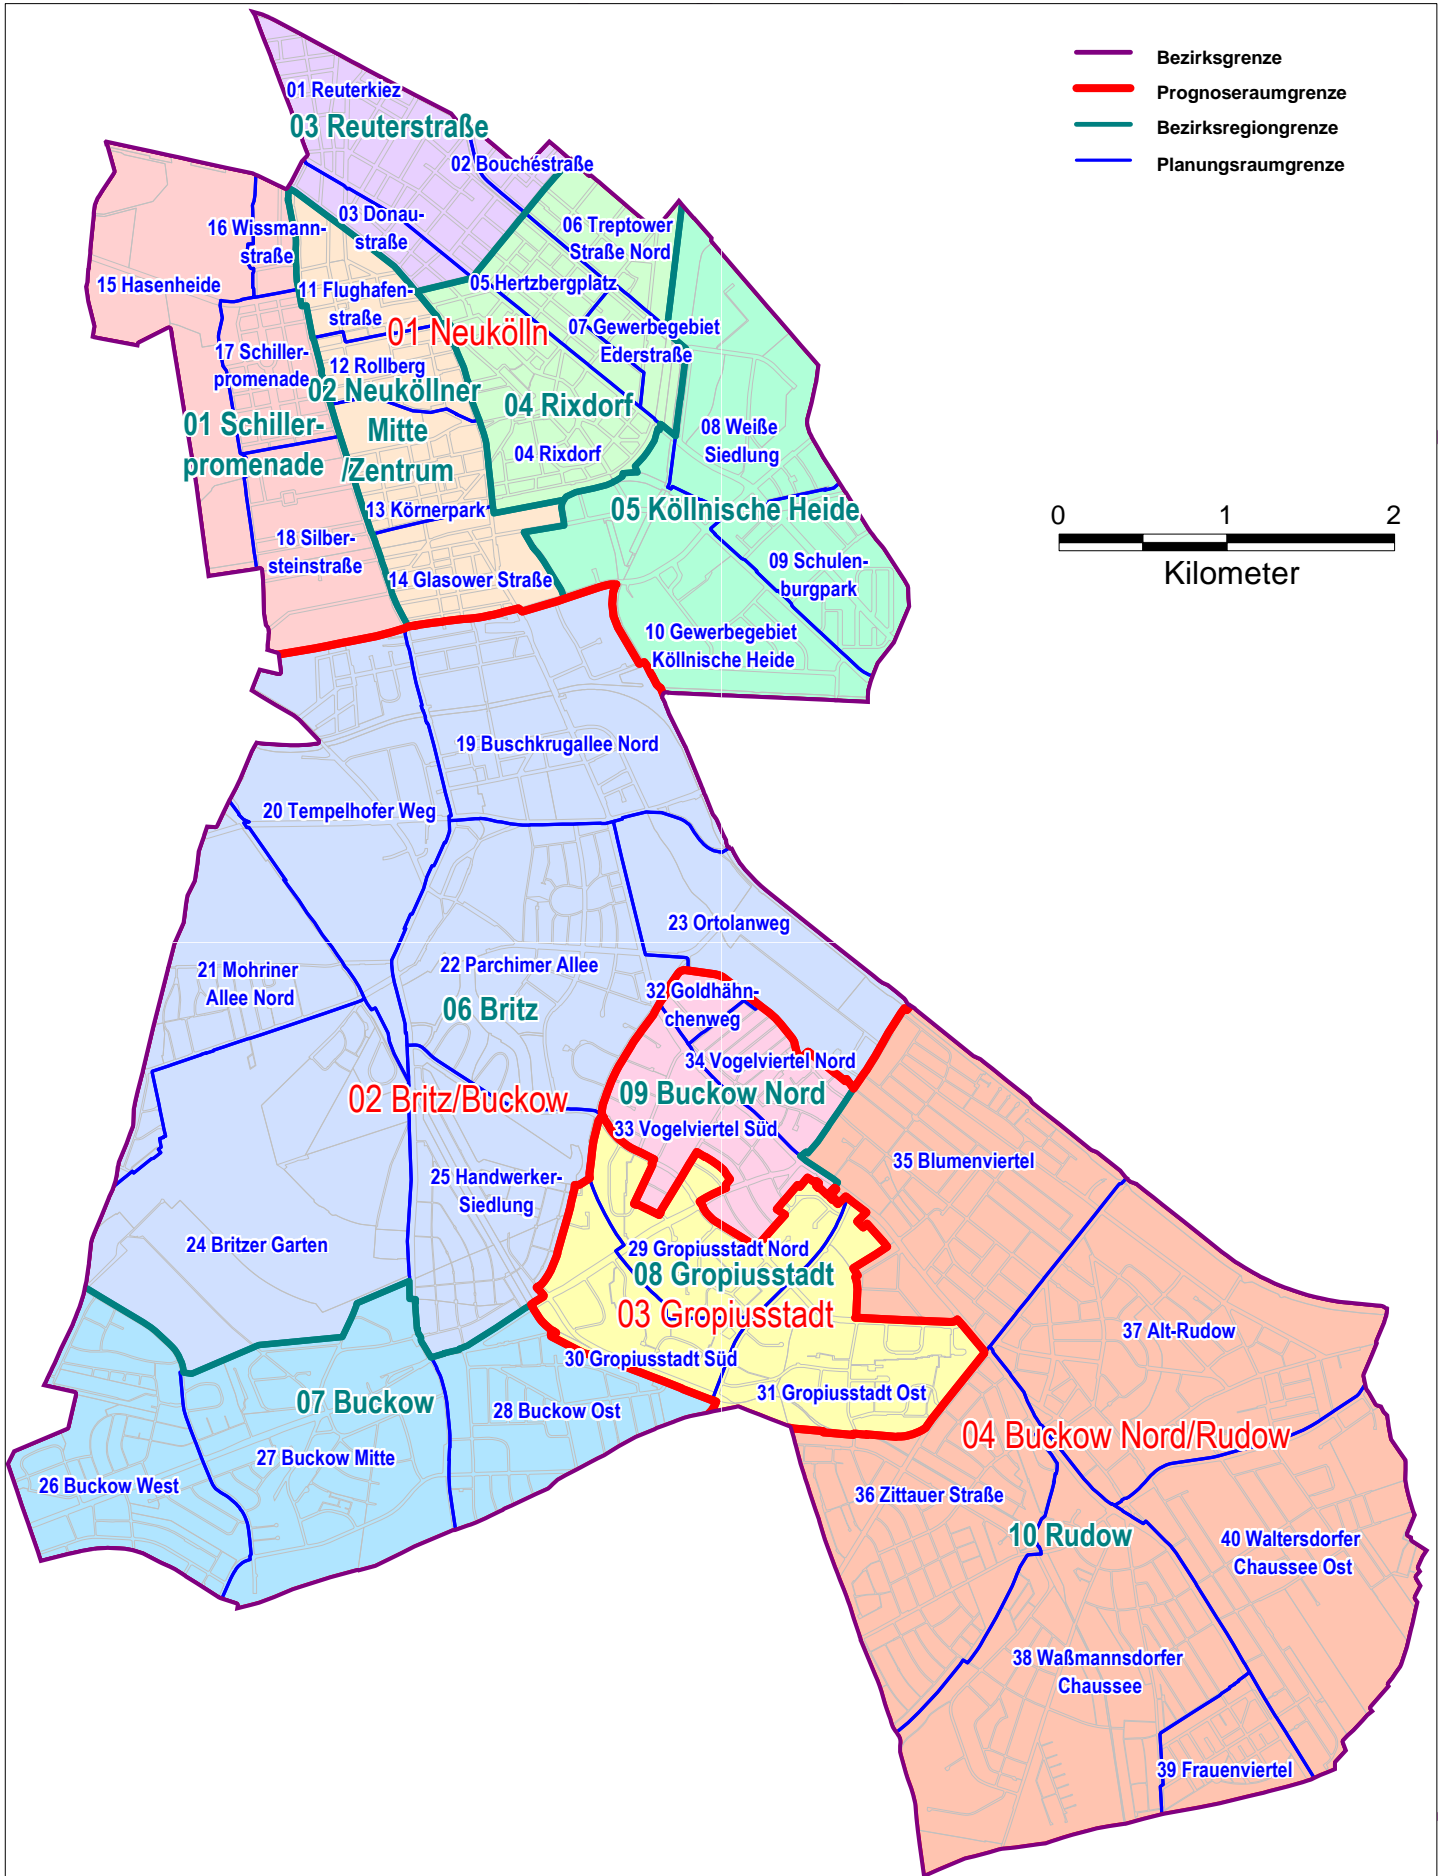 Bezirksgrenze
Prognoseraumgrenze
Bezirksregiongrenze
Planungsraumgrenze
01 Reuterkiez
03 Reuterstraße
02 Bouchéstraße
03 Donau-
straße
16 Wissmann-
straße
06 Treptower
Straße Nord
15 Hasenheide
11 Flughafen-
straße
05 Hertzbergplatz
01 Neukölln
07 Gewerbegebiet
Ederstraße
17 Schiller-
promenade
12 Rollberg
02 Neuköllner
Mitte
/Zentrum
04 Rixdorf
01 Schiller-
promenade
04 Rixdorf
08 Weiße
Siedlung
13 Körnerpark
05 Köllnische Heide
18 Silber-
steinstraße
14 Glasower Straße
09 Schulen-
burgpark
10 Gewerbegebiet
Köllnische Heide
0 1 2
Kilometer
19 Buschkrugallee Nord
20 Tempelhofer Weg
23 Ortolanweg
21 Mohriner
Allee Nord
22 Parchimer Allee
06 Britz
32 Goldhähn-
chenweg
34 Vogelviertel Nord
02 Britz/Buckow
09 Buckow Nord
33 Vogelviertel Süd
35 Blumenviertel
25 Handwerker-
Siedlung
24 Britzer Garten
29 Gropiusstadt Nord
08 Gropiusstadt
03 Gropiusstadt
30 Gropiusstadt Süd
31 Gropiusstadt Ost
37 Alt-Rudow
07 Buckow
28 Buckow Ost
27 Buckow Mitte
26 Buckow West
04 Buckow Nord/Rudow
36 Zittauer Straße
10 Rudow
40 Waltersdorfer
Chaussee Ost
38 Waßmannsdorfer
Chaussee
39 Frauenviertel